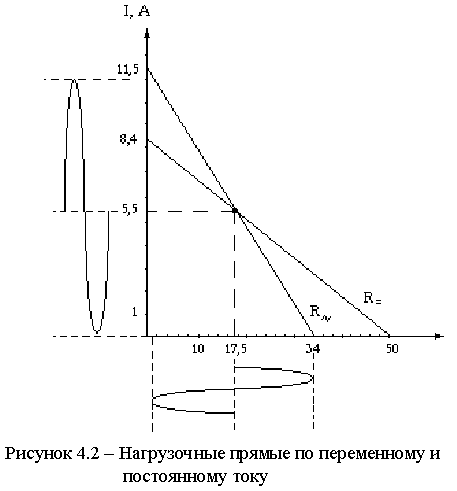 I, А
11,5
8,4
5,5
R~
R=
1
10 17,5 34 50
Рисунок 4.2 – Нагрузочные прямые по переменному и
постоянному току